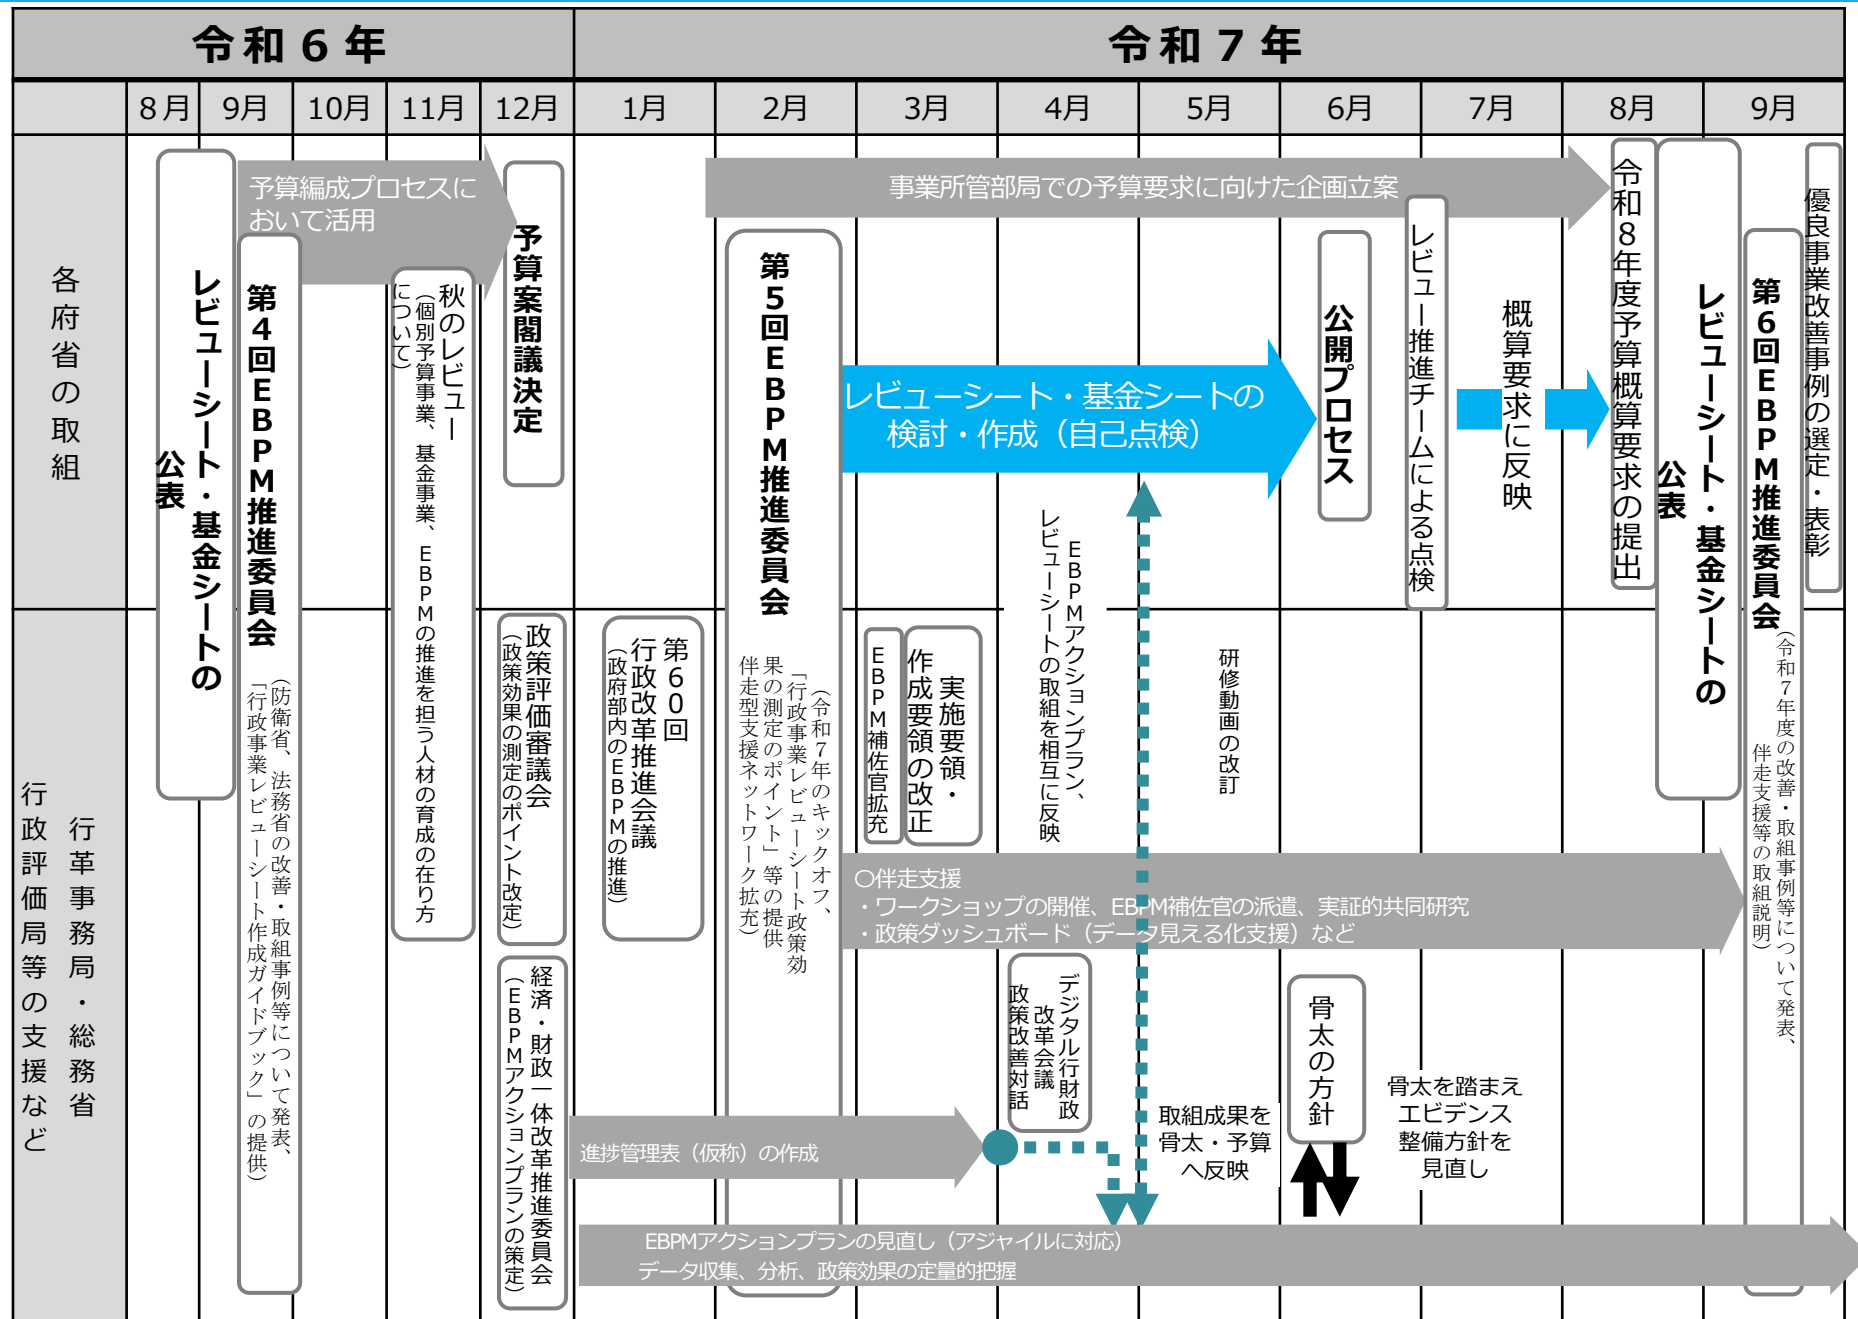 令和６年
令和７年
８月
9月
10月
11月
12月
1月
2月
3月
4月
5月
6月
7月
8月
9月
各府省の取組
レビューシート・基金シートの
公表
予算編成プロセスに
おいて活用
第４回ＥＢＰＭ推進委員会
（防衛省、法務省の改善・取組事例等について発表、
「行政事業レビューシート作成ガイドブック」の提供）
秋のレビュー
（個別予算事業、基金事業、ＥＢＰＭの推進を担う人材の育成の在り方
について）
予算案閣議決定
事業所管部局での予算要求に向けた企画立案
第５回ＥＢＰＭ推進委員会
（令和７年のキックオフ、
「行政事業レビューシート政策効
果の測定のポイント」等の提供
伴走型支援ネットワーク拡充）
レビューシート・基金シートの
検討・作成（自己点検）
公開プロセス
レビュー推進チームによる点検
概算要求に反映
令和８年度予算概算要求の提出
レビューシート・基金シートの
公表
第６回ＥＢＰＭ推進委員会
（令和７年度の改善・取組事例等について発表、
伴走支援等の取組説明）
優良事業改善事例の選定・表彰
ＥＢＰＭアクションプラン、
レビューシートの取組を相互に反映
行革事務局・総務省
行政評価局等の支援など
政策評価審議会
（政策効果の測定のポイント改定）
第６０回
行政改革推進会議
（政府部内のＥＢＰＭの推進）
ＥＢＰＭ補佐官拡充
実施要領・
作成要領の改正
研修動画の改訂
〇伴走支援
・ワークショップの開催、EBPM補佐官の派遣、実証的共同研究
・政策ダッシュボード（データ見える化支援）など
経済・財政一体改革推進委員会
（ＥＢＰＭアクションプランの策定）
デジタル行財政
改革会議
政策改善対話
骨太の方針
取組成果を
骨太・予算
へ反映
骨太を踏まえ
エビデンス
整備方針を
見直し
進捗管理表（仮称）の作成
EBPMアクションプランの見直し（アジャイルに対応）
データ収集、分析、政策効果の定量的把握